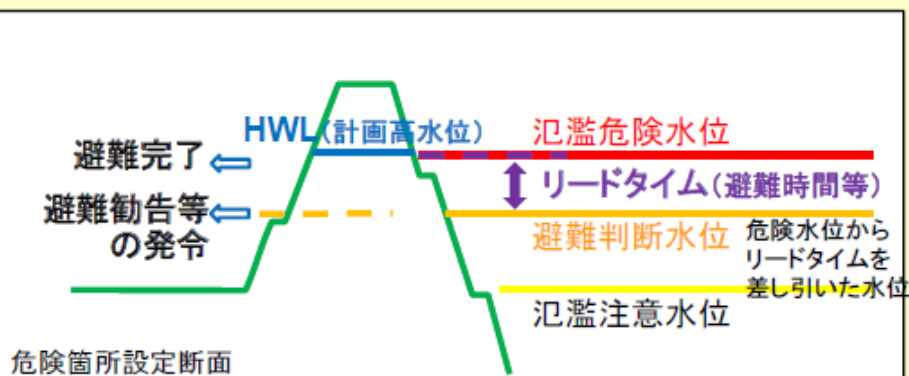 HWL(計画高水位)
氾濫危険水位
避難完了
リードタイム(避難時間等)
避難勧告等
の発令
避難判断水位
危険水位から
リードタイムを
差し引いた水位
氾濫注意水位
危険箇所設定断面